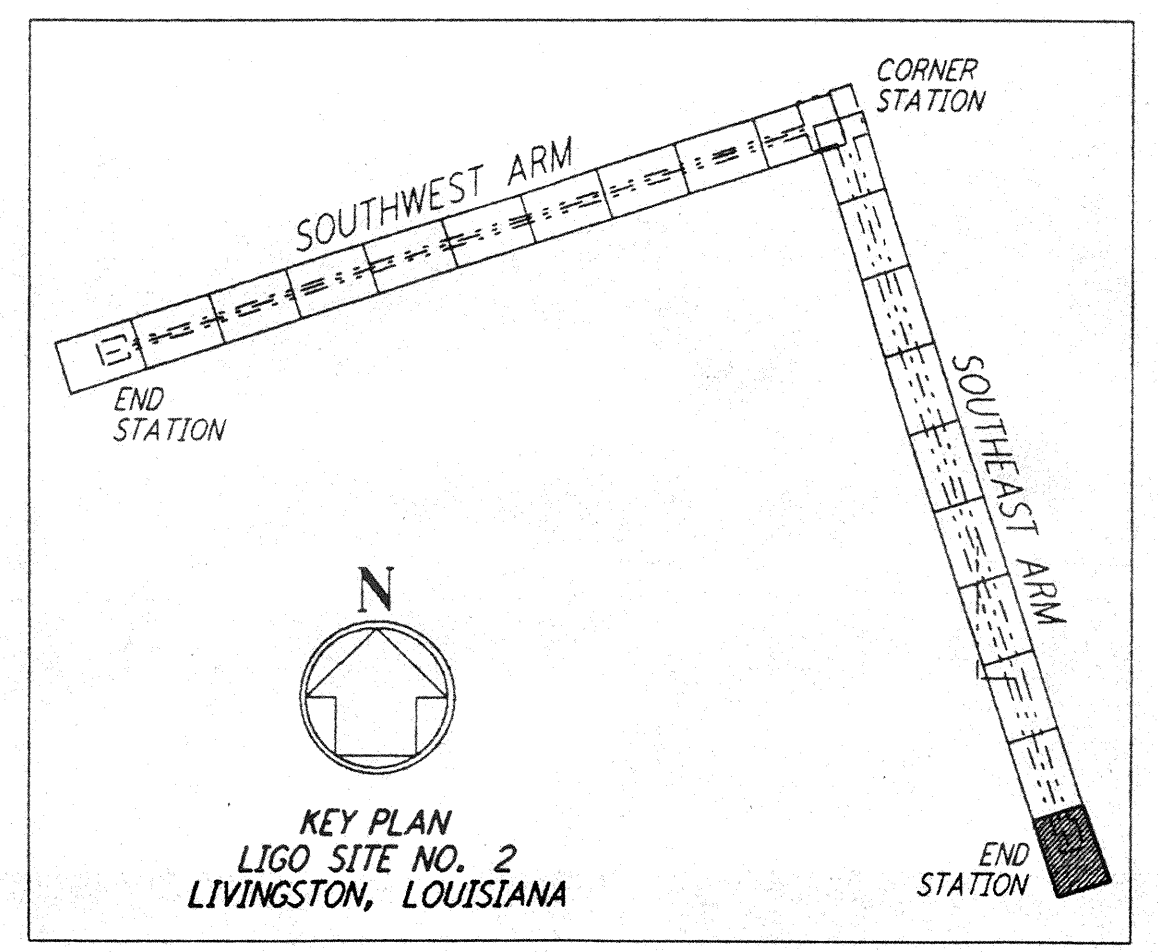 CORNER
STATION
SOUTHWEST ARM
END
STATION
SOUTHEAST ARM
N
KEY PLAN
LIGO SITE NO. 2
LIVINGSTON, LOUISIANA
END
STATION